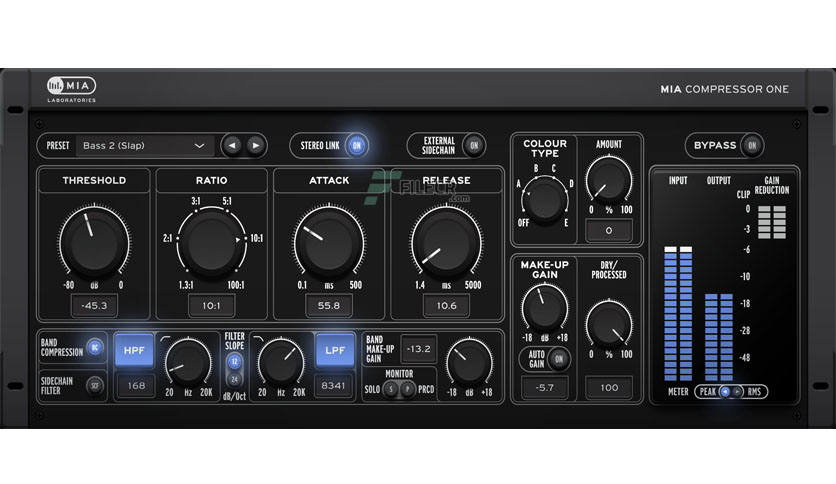 MIA
LABORATORIES
MIA COMPRESSOR ONE
PRESET Bass 2 (Slap)
STEREO LINK ON
EXTERNAL
SIDECHAIN ON
COLOUR
TYPE
AMOUNT
BYPASS ON
A B C D
OFF E
0 % 100
0
THRESHOLD
-80 dB 0
-45.3
RATIO
3:1 5:1
2:1 10:1
1.3:1 100:1
10:1
ATTACK
0.1 ms 500
55.8
RELEASE
1.4 ms 5000
10.6
FILECR
.com
MAKE-UP
GAIN
-18 dB +18
AUTO
GAIN ON
-5.7
DRY/
PROCESSED
0 % 100
100
INPUT OUTPUT
GAIN
REDUCTION
CLIP
0
-3
-6
-10
-18
-28
-48
METER PEAK RMS
BAND
COMPRESSION BC
SIDECHAIN
FILTER SCF
HPF
168
20 Hz 20K
FILTER
SLOPE
12
24
dB/Oct
20 Hz 20K
LPF
8341
BAND
MAKE-UP
GAIN
-13.2
MONITOR
SOLO S P PRCD
-18 dB +18